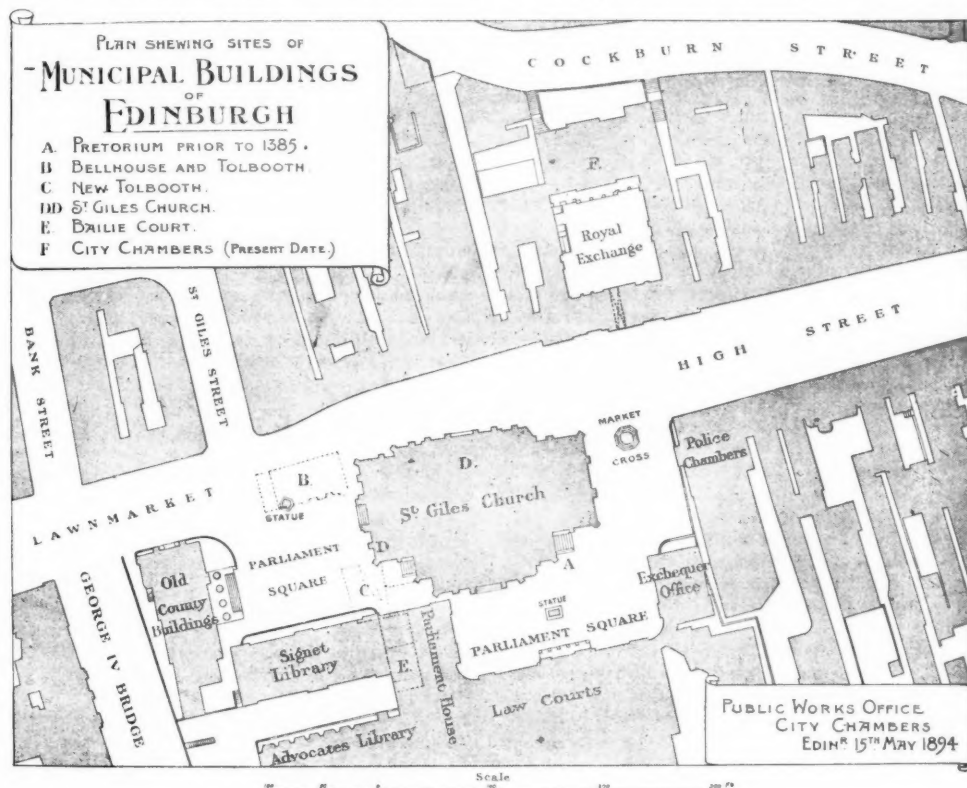 PLAN SHEWING SITES OF
MUNICIPAL BUILDINGS
OF
EDINBURGH
A. PRETORIUM PRIOR TO 1385.
B BELLHOUSE AND TOLBOOTH.
C. NEW TOLBOOTH.
DD ST GILES CHURCH.
E. BAILIE COURT.
F CITY CHAMBERS (PRESENT DATE.)
COCKBURN STREET
F.
Royal
Exchange
BANK STREET
ST GILES STREET
HIGH STREET
MARKET
CROSS
Police
Chambers
D.
St Giles Church
B.
STATUE
LAWNMARKET
D
A
PARLIAMENT
SQUARE
C.
Old
County
Buildings
Exchequer
Office
STATUE
PARLIAMENT SQUARE
GEORGE IV BRIDGE
Signet
Library
E.
Parliament House
Law Courts
Advocates Library
PUBLIC WORKS OFFICE
CITY CHAMBERS
EDINR 15TH MAY 1894
Scale